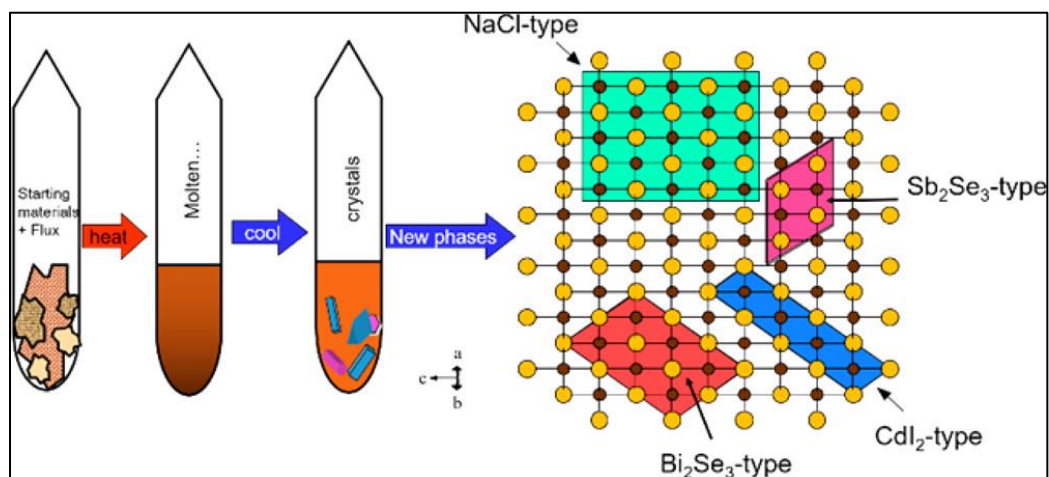 NaCl-type
Starting
materials
+ Flux
heat
Molten...
cool
crystals
New phases
Sb2Se3-type
a
c
b
CdI2-type
Bi2Se3-type